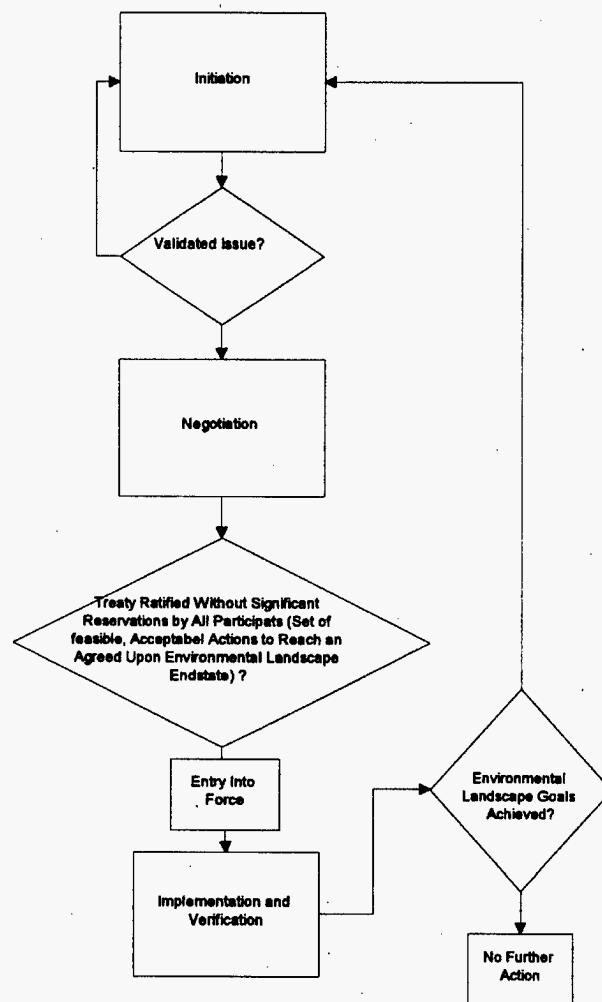 Initiation
Validated Issue?
Negotiation
Treaty Ratified Without Significant
Reservations by All Participats (Set of
feasible, Acceptabel Actions to Reach an
Agreed Upon Environmental Landscape
Endstate) ?
Entry Into
Force
Environmental
Landscape Goals
Achieved?
Implementation and
Verification
No Further
Action